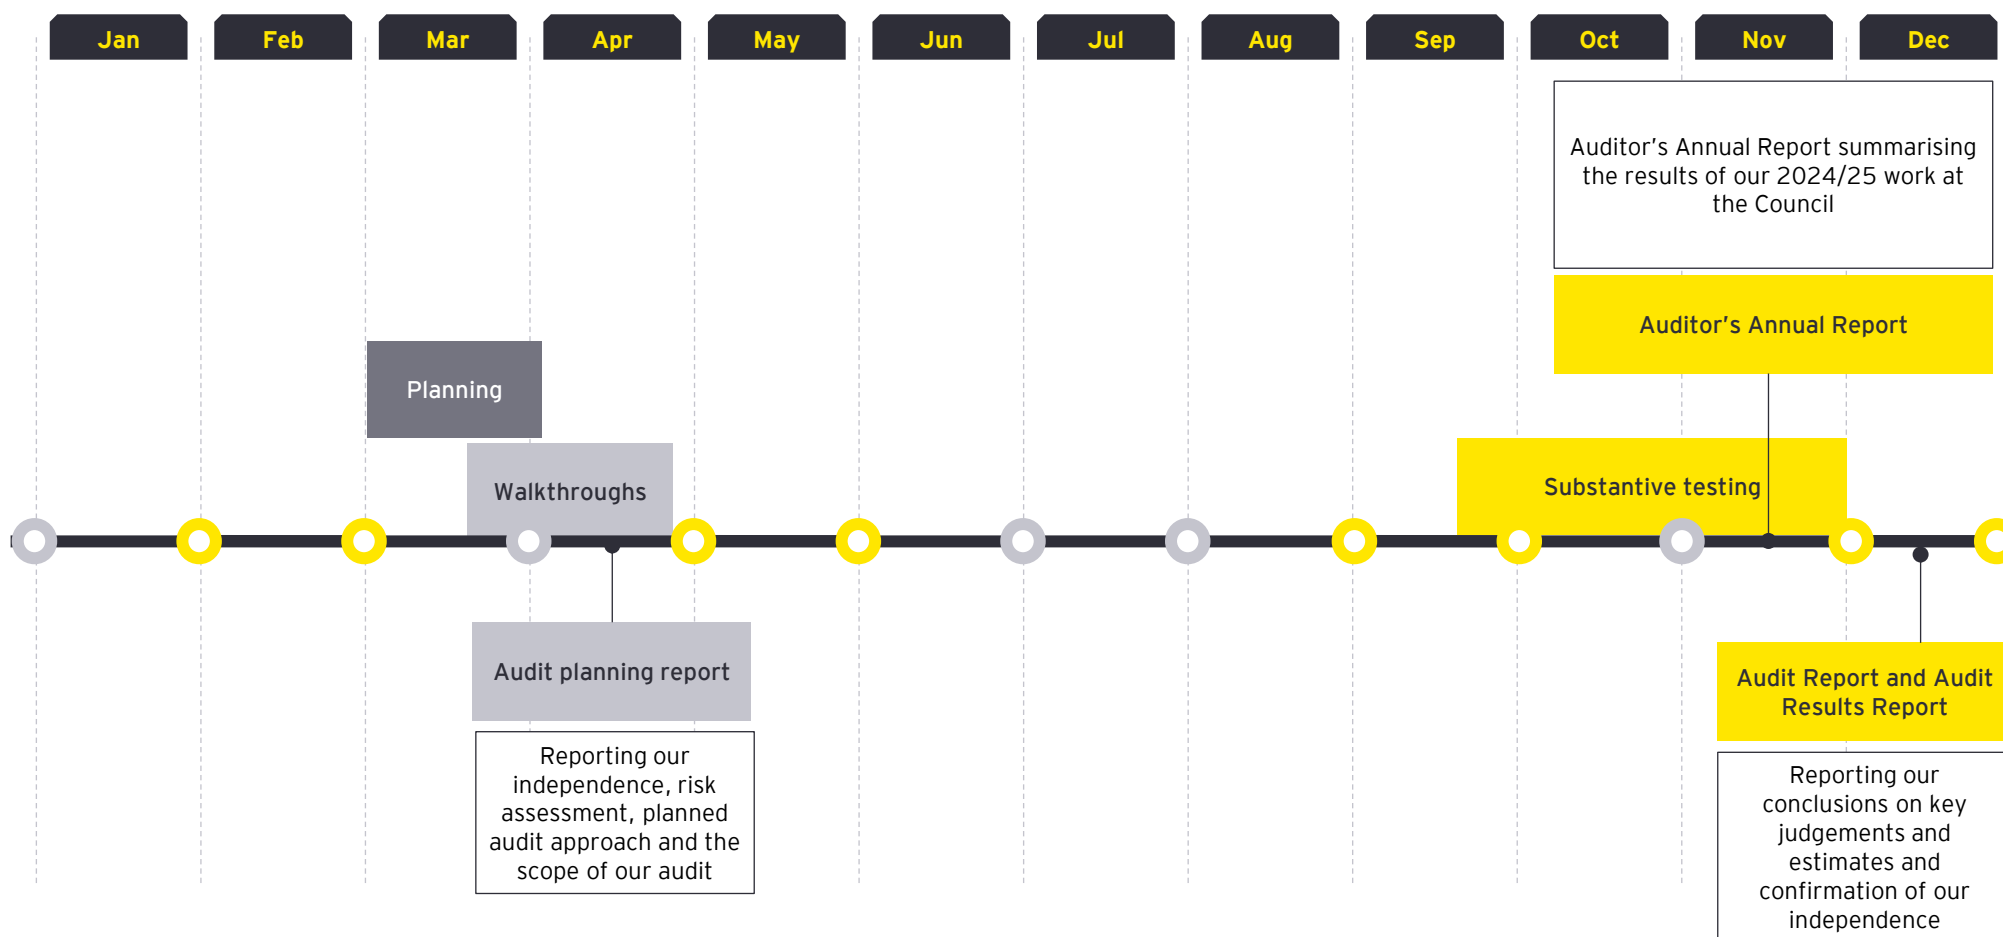 Jan
Feb
Mar
Apr
May
Jun
Jul
Aug
Sep
Oct
Nov
Dec
Auditor's Annual Report summarising
the results of our 2024/25 work at
the Council
Auditor's Annual Report
Planning
Walkthroughs
Substantive testing
Audit planning report
Reporting our
independence, risk
assessment, planned
audit approach and the
scope of our audit
Audit Report and Audit
Results Report
Reporting our
conclusions on key
judgements and
estimates and
confirmation of our
independence